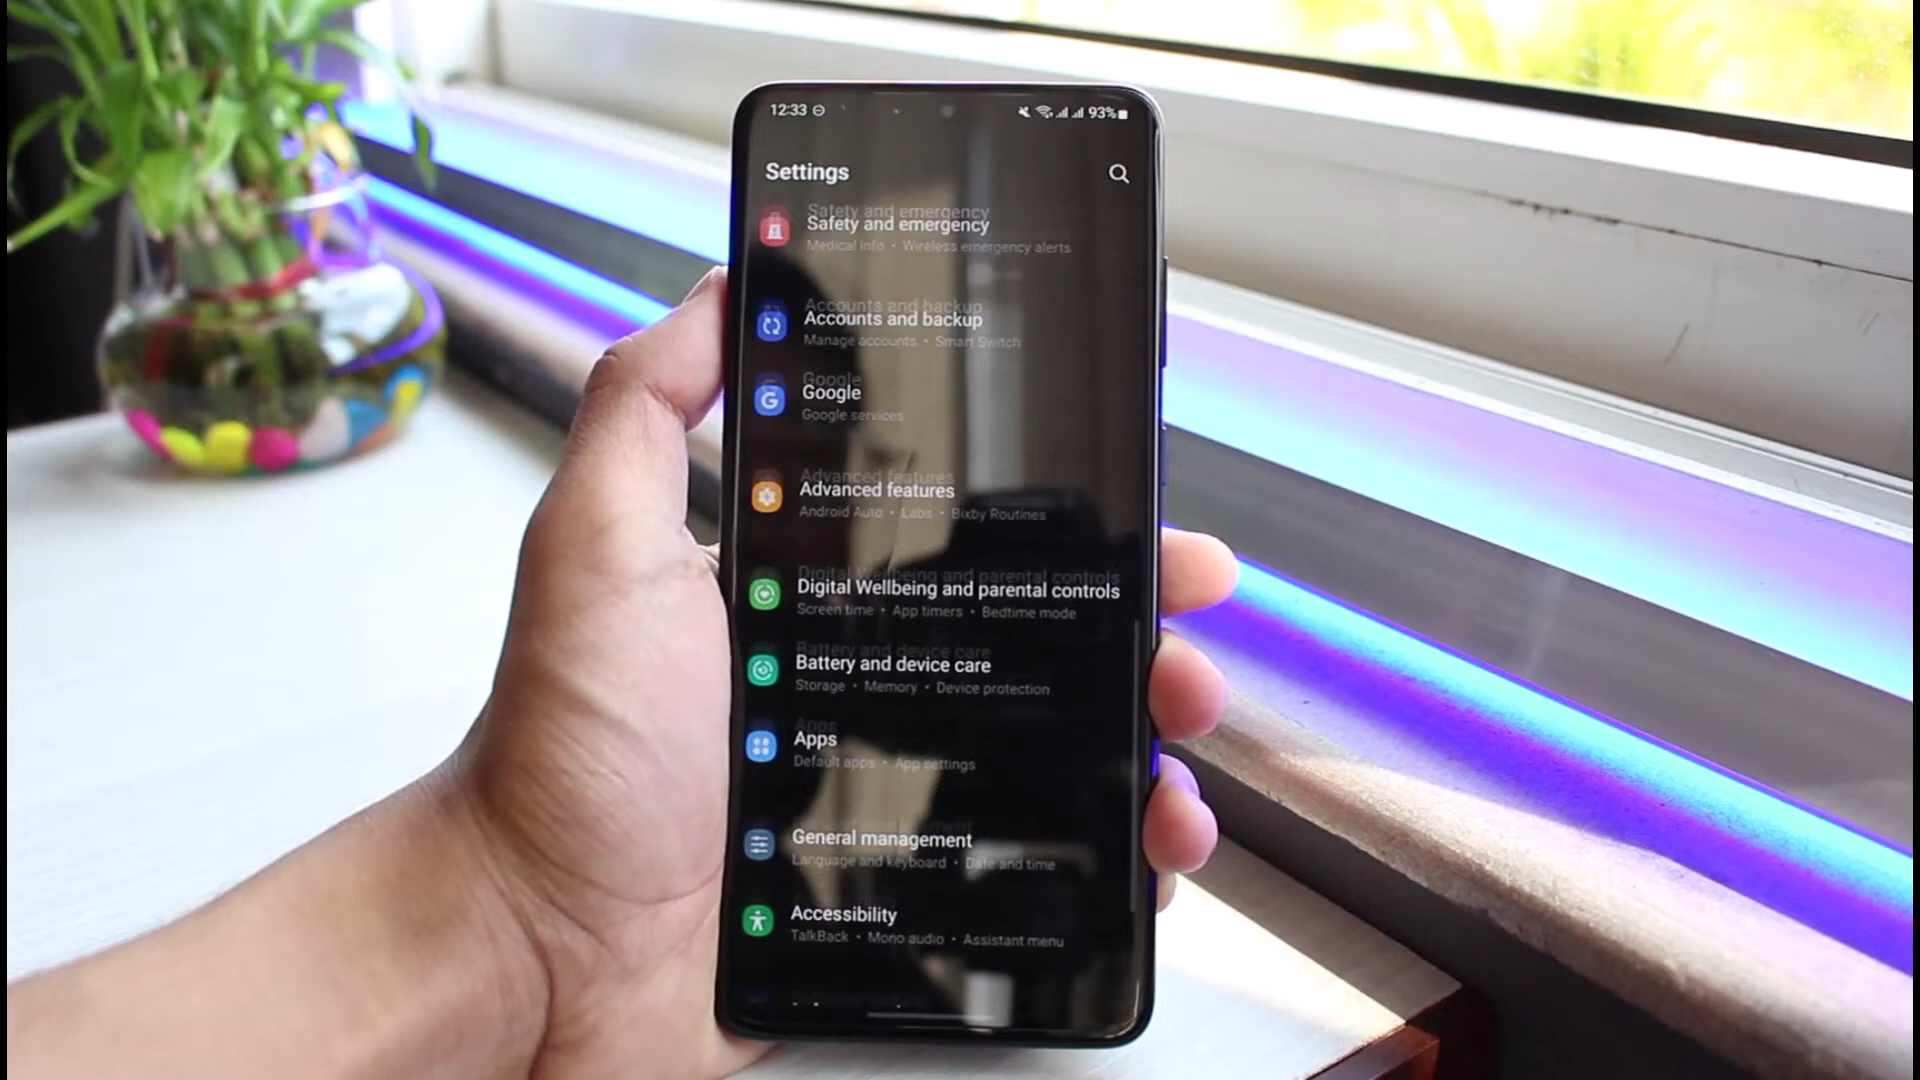 12:33
93%
Settings
Safety and emergency
Medical info • Wireless emergency alerts
Accounts and backup
Manage accounts • Smart Switch
Google
Google services
Advanced features
Android Auto • Labs • Bixby Routines
Digital Wellbeing and parental controls
Screen time • App timers • Bedtime mode
Battery and device care
Storage • Memory • Device protection
Apps
Default apps • App settings
General management
Language and keyboard • Date and time
Accessibility
TalkBack • Mono audio • Assistant menu